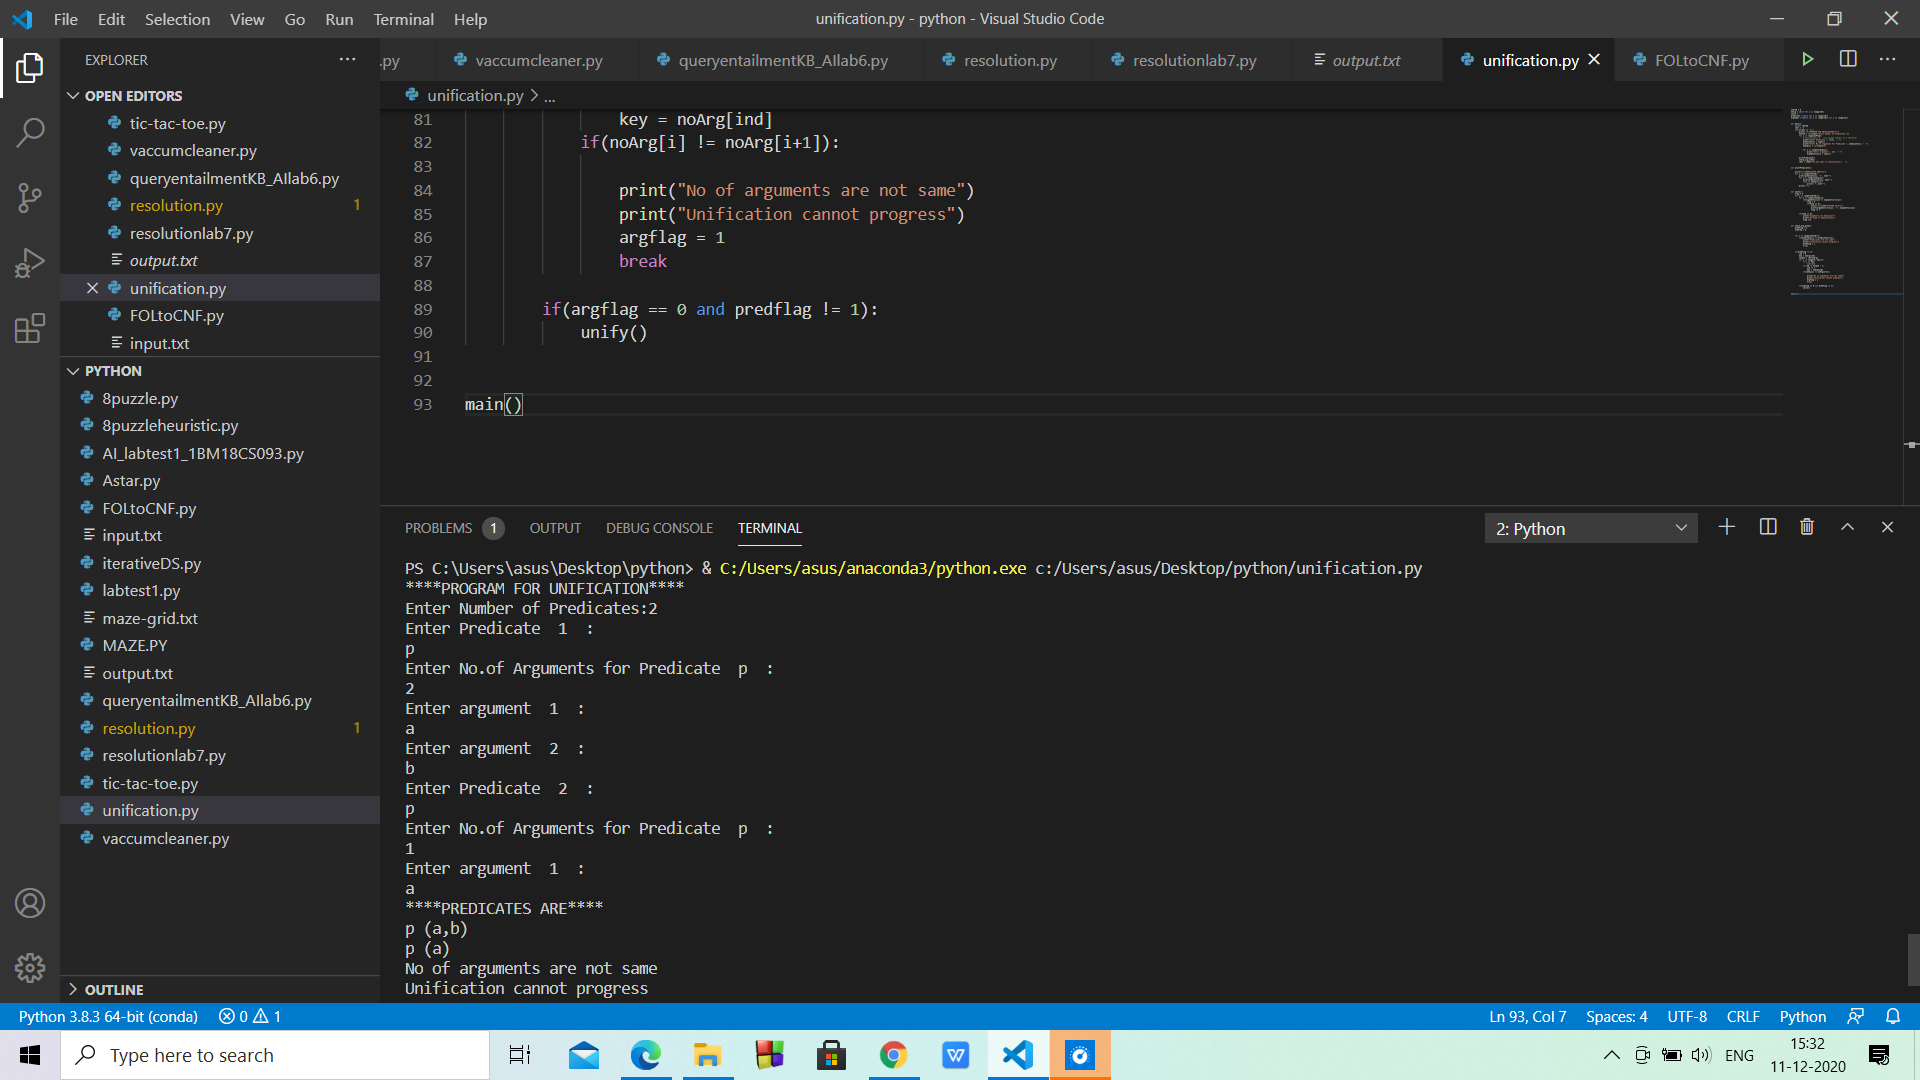 File Edit Selection View Go Run Terminal Help
unification.py - python - Visual Studio Code
EXPLORER
.py
vaccumcleaner.py
queryentailmentKB_AIlab6.py
resolution.py
resolutionlab7.py
output.txt
unification.py
FOLtoCNF.py
OPEN EDITORS
tic-tac-toe.py
vaccumcleaner.py
queryentailmentKB_AIlab6.py
resolution.py 1
resolutionlab7.py
output.txt
unification.py
FOLtoCNF.py
input.txt
PYTHON
8puzzle.py
8puzzleheuristic.py
AI_labtest1_1BM18CS093.py
Astar.py
FOLtoCNF.py
input.txt
iterativeDS.py
labtest1.py
maze-grid.txt
MAZE.PY
output.txt
queryentailmentKB_AIlab6.py
resolution.py 1
resolutionlab7.py
tic-tac-toe.py
unification.py
vaccumcleaner.py
OUTLINE
unification.py > ...
81 key = noArg[ind]
82 if(noArg[i] != noArg[i+1]):
83
84 print("No of arguments are not same")
85 print("Unification cannot progress")
86 argflag = 1
87 break
88
89 if(argflag == 0 and predflag != 1):
90 unify()
91
92
93 main()
PROBLEMS 1 OUTPUT DEBUG CONSOLE TERMINAL
2: Python
PS C:\Users\asus\Desktop\python> & C:/Users/asus/anaconda3/python.exe c:/Users/asus/Desktop/python/unification.py
****PROGRAM FOR UNIFICATION****
Enter Number of Predicates:2
Enter Predicate 1 :
p
Enter No.of Arguments for Predicate p :
2
Enter argument 1 :
a
Enter argument 2 :
b
Enter Predicate 2 :
p
Enter No.of Arguments for Predicate p :
1
Enter argument 1 :
a
****PREDICATES ARE****
p (a,b)
p (a)
No of arguments are not same
Unification cannot progress
Python 3.8.3 64-bit (conda) 0 1
Ln 93, Col 7 Spaces: 4 UTF-8 CRLF Python
Type here to search
ENG
15:32
11-12-2020